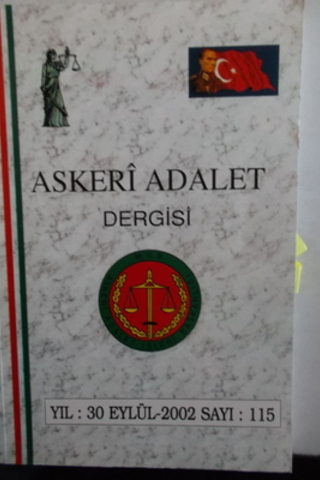 ASKERÎ ADALET
DERGİSİ
YIL : 30 EYLÜL-2002 SAYI : 115